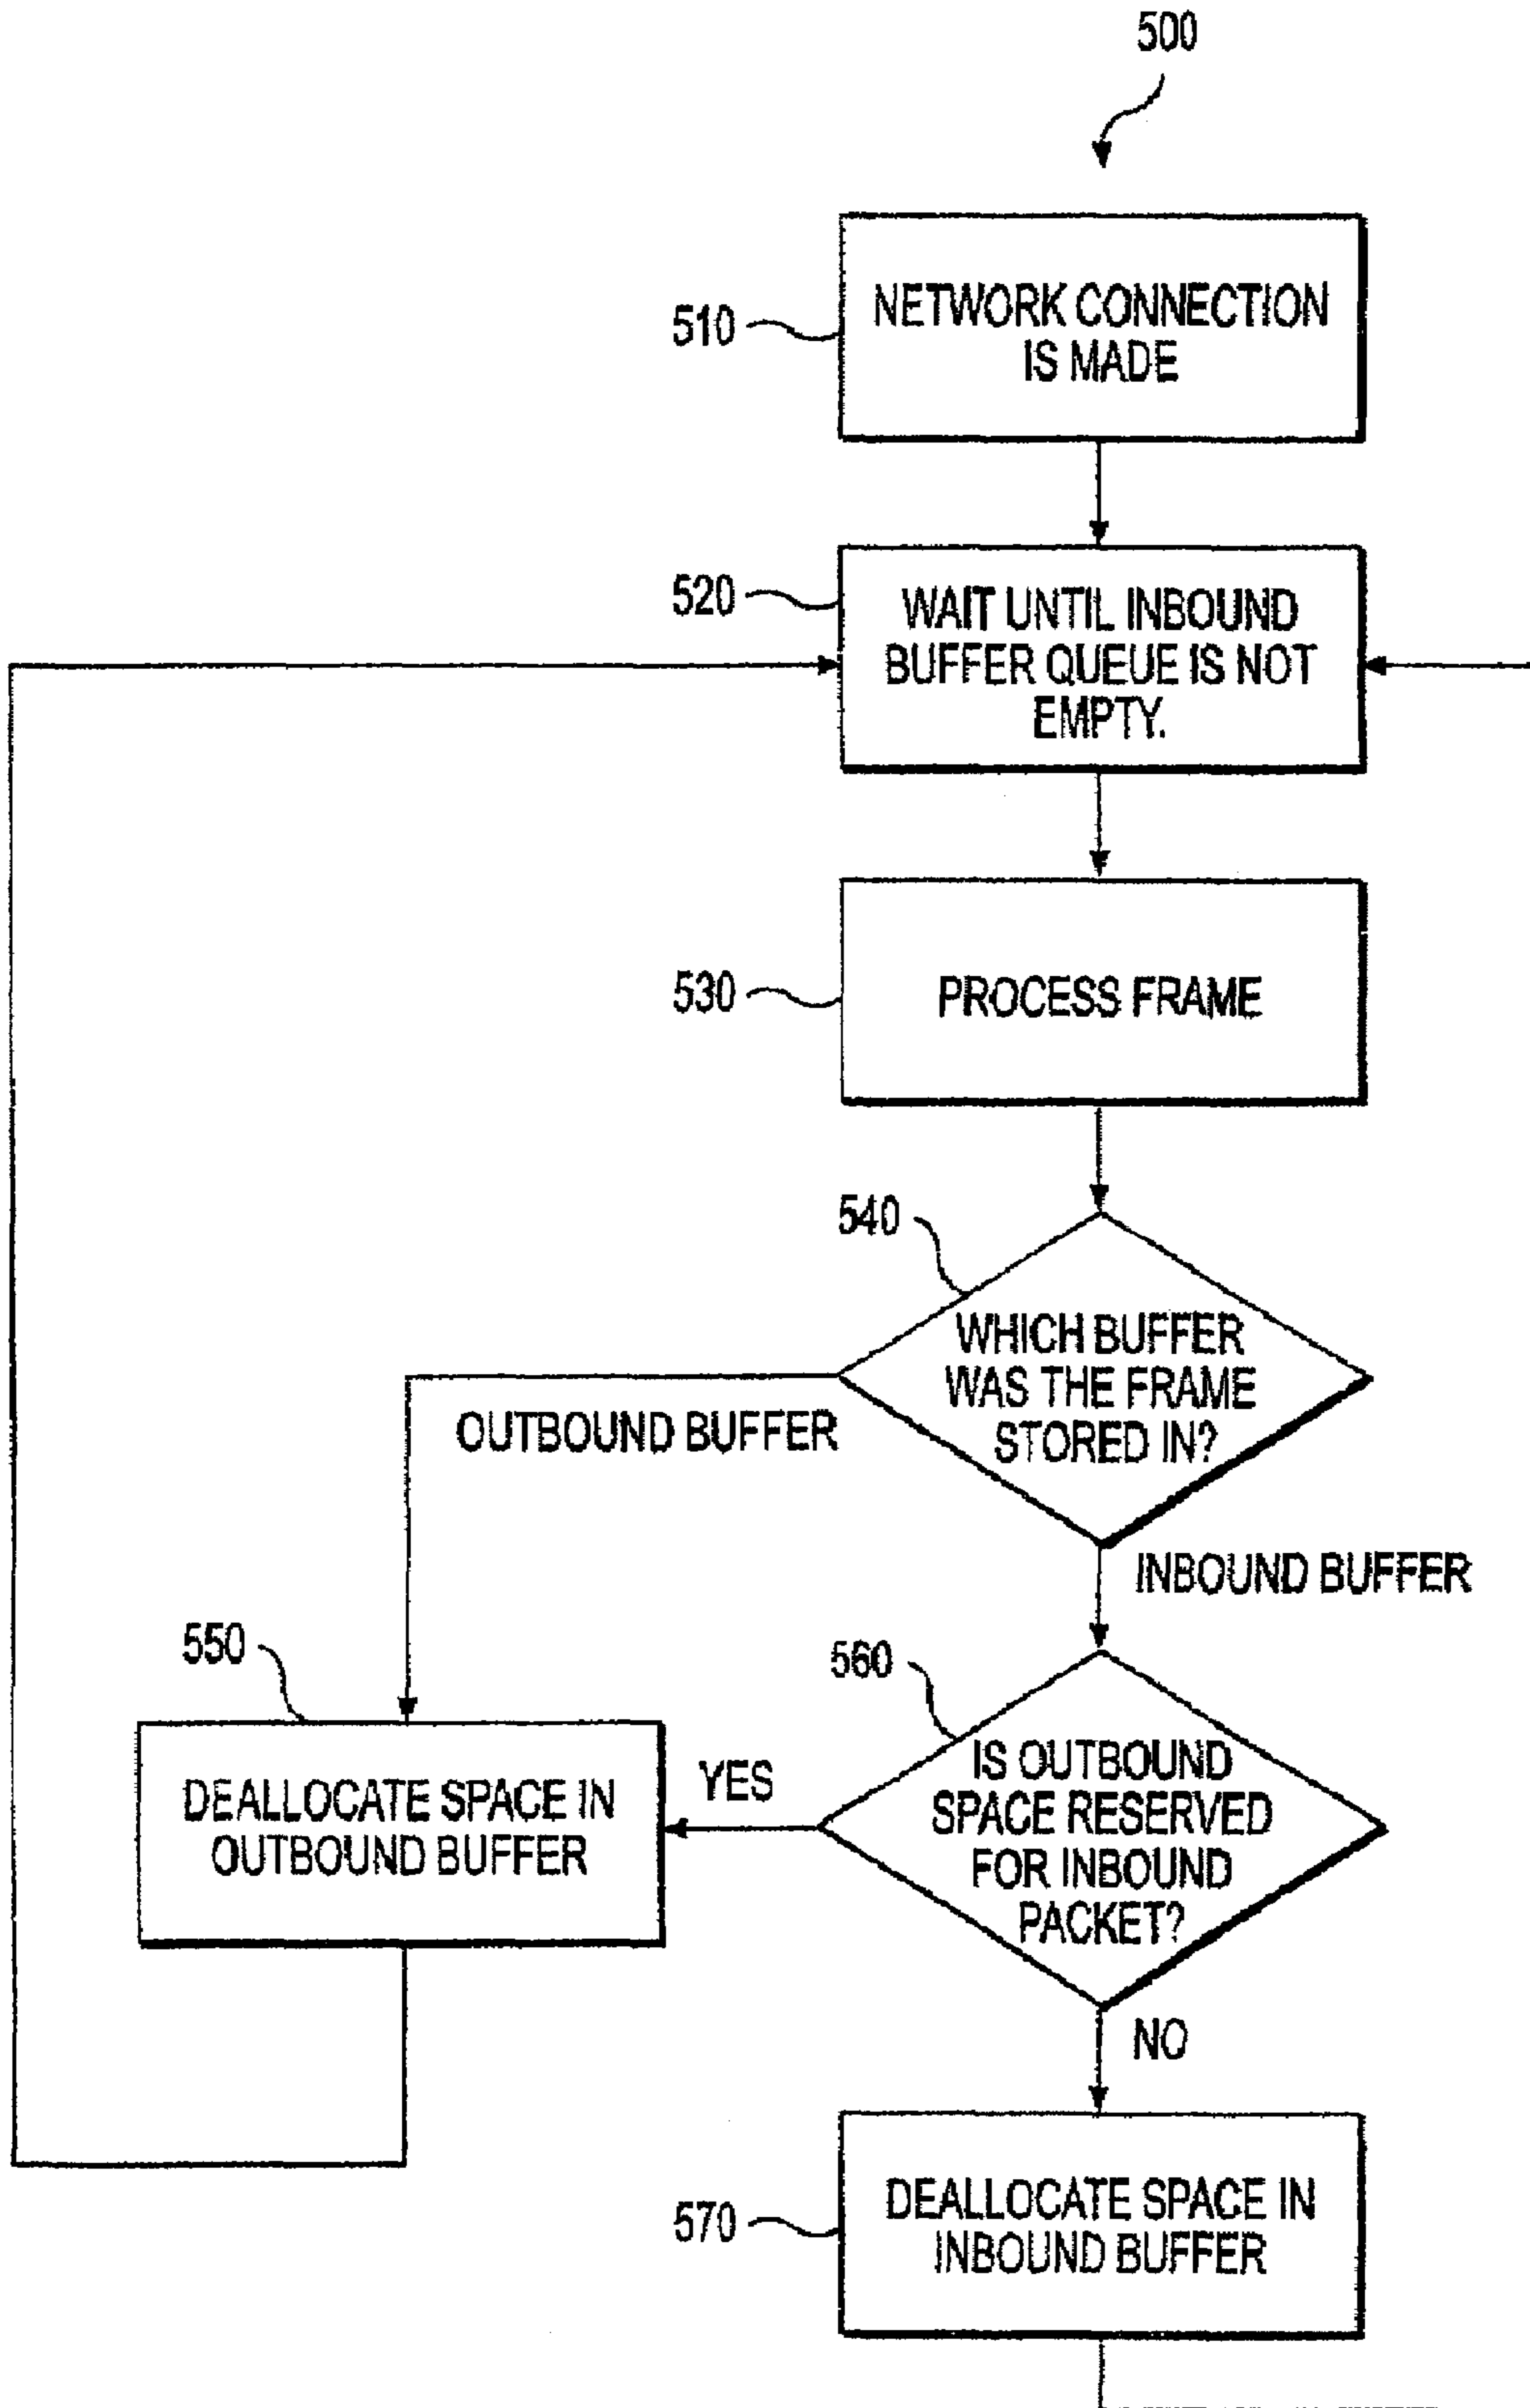 500
510
NETWORK CONNECTION
IS MADE
520
WAIT UNTIL INBOUND
BUFFER QUEUE IS NOT
EMPTY.
530
PROCESS FRAME
540
WHICH BUFFER
WAS THE FRAME
STORED IN?
OUTBOUND BUFFER
INBOUND BUFFER
550
DEALLOCATE SPACE IN
OUTBOUND BUFFER
YES
560
IS OUTBOUND
SPACE RESERVED
FOR INBOUND
PACKET?
NO
570
DEALLOCATE SPACE IN
INBOUND BUFFER